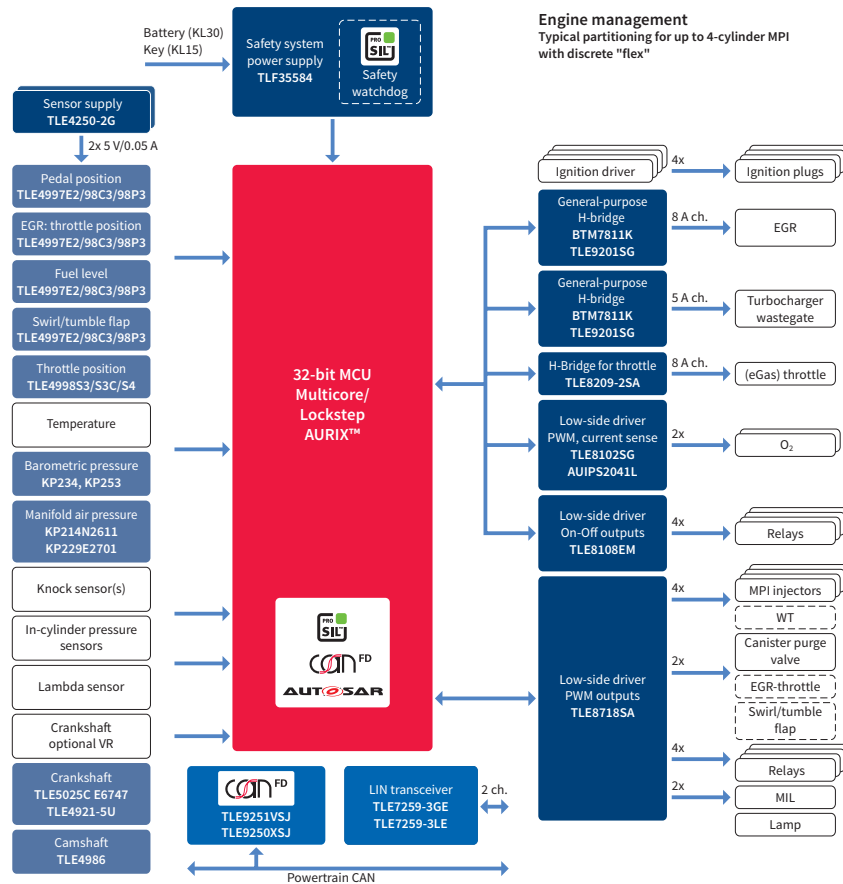 Engine management
Typical partitioning for up to 4-cylinder MPI
with discrete "flex"
Battery (KL30)
Key (KL15)
Safety system
power supply
TLF35584
PRO
SIL™
Safety
watchdog
Sensor supply
TLE4250-2G
2x 5 V/0.05 A
Pedal position
TLE4997E2/98C3/98P3
EGR: throttle position
TLE4997E2/98C3/98P3
Fuel level
TLE4997E2/98C3/98P3
Swirl/tumble flap
TLE4997E2/98C3/98P3
Throttle position
TLE4998S3/S3C/S4
Temperature
Barometric pressure
KP234, KP253
Manifold air pressure
KP214N2611
KP229E2701
Knock sensor(s)
In-cylinder pressure
sensors
Lambda sensor
Crankshaft
optional VR
Crankshaft
TLE5025C E6747
TLE4921-5U
Camshaft
TLE4986
32-bit MCU
Multicore/
Lockstep
AURIX™
PRO
SIL™
CAN FD
AUTOSAR
CAN FD
TLE9251VSJ
TLE9250XSJ
LIN transceiver
TLE7259-3GE
TLE7259-3LE
2 ch.
Powertrain CAN
Ignition driver
4x
Ignition plugs
General-purpose
H-bridge
BTM7811K
TLE9201SG
8 A ch.
EGR
General-purpose
H-bridge
BTM7811K
TLE9201SG
5 A ch.
Turbocharger
wastegate
H-Bridge for throttle
TLE8209-2SA
8 A ch.
(eGas) throttle
Low-side driver
PWM, current sense
TLE8102SG
AUIPS2041L
2x
O₂
Low-side driver
On-Off outputs
TLE8108EM
4x
Relays
Low-side driver
PWM outputs
TLE8718SA
4x
MPI injectors
WT
2x
Canister purge
valve
EGR-throttle
Swirl/tumble
flap
4x
Relays
2x
MIL
Lamp